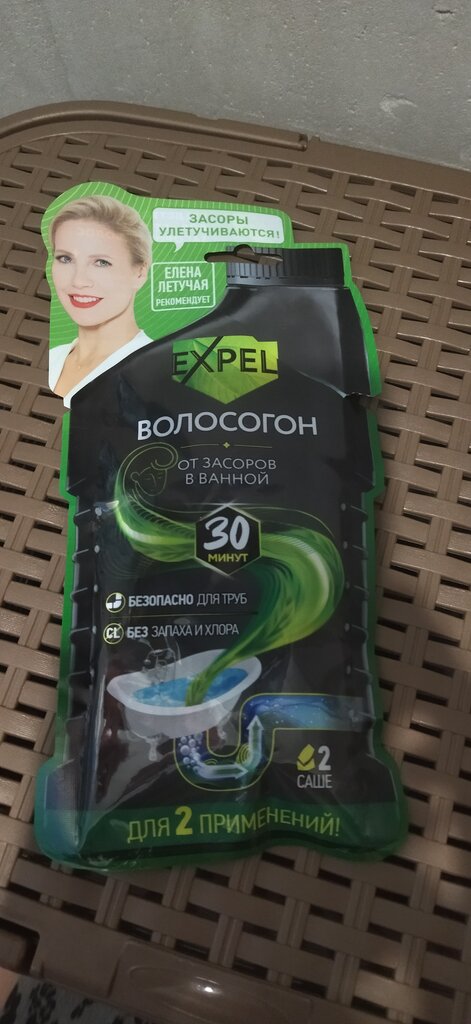 ЗАСОРЫ
УЛЕТУЧИВАЮТСЯ!
ЕЛЕНА
ЛЕТУЧАЯ
РЕКОМЕНДУЕТ
EXPEL
ВОЛОСОГОН
ОТ ЗАСОРОВ
В ВАННОЙ
30
МИНУТ
БЕЗОПАСНО ДЛЯ ТРУБ
CL БЕЗ ЗАПАХА И ХЛОРА
2
САШЕ
ДЛЯ 2 ПРИМЕНЕНИЙ!